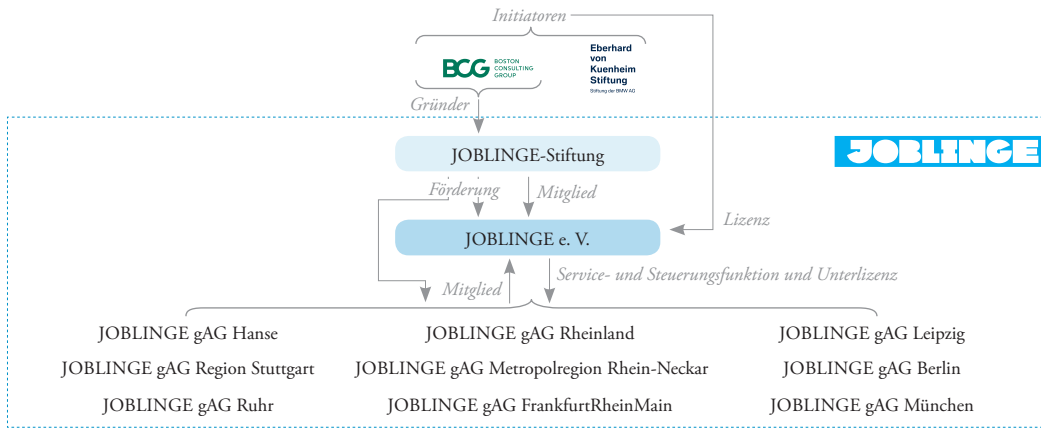 Initiatoren
BCG
BOSTON
CONSULTING
GROUP
Eberhard
von
Kuenheim
Stiftung
Stiftung der BMW AG
Gründer
JOBLINGE-Stiftung
JOBLINGE
Förderung
Mitglied
Lizenz
JOBLINGE e. V.
Mitglied
Service- und Steuerungsfunktion und Unterlizenz
JOBLINGE gAG Hanse
JOBLINGE gAG Rheinland
JOBLINGE gAG Leipzig
JOBLINGE gAG Region Stuttgart
JOBLINGE gAG Metropolregion Rhein-Neckar
JOBLINGE gAG Berlin
JOBLINGE gAG Ruhr
JOBLINGE gAG FrankfurtRheinMain
JOBLINGE gAG München